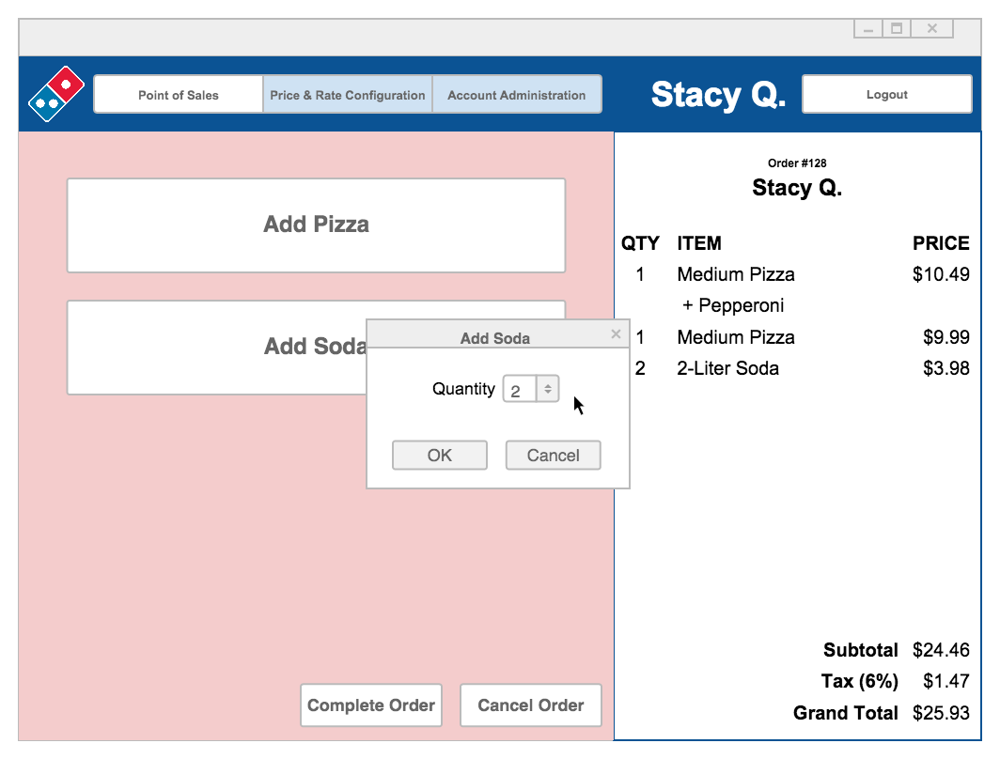 Point of Sales Price & Rate Configuration Account Administration Stacy Q. Logout
Add Pizza
Add Soda
Add Soda
Quantity 2
OK Cancel
Complete Order Cancel Order
Order #128
Stacy Q.
QTY ITEM PRICE
1 Medium Pizza $10.49
+ Pepperoni
1 Medium Pizza $9.99
2 2-Liter Soda $3.98
Subtotal $24.46
Tax (6%) $1.47
Grand Total $25.93